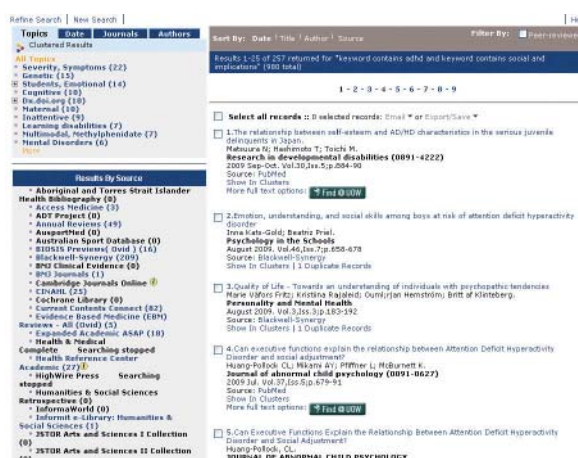 Refine Search | New Search |
Topics Date Journals Authors
Clustered Results
All Topics
Severity, Symptoms (22)
Genetic (15)
Students, Emotional (14)
Cognitive (10)
Dx.doi.org (10)
Maternal (10)
Inattentive (9)
Learning disabilities (7)
Multimodal, Methylphenidate (7)
Mental Disorders (6)
More
Results By Source
Aboriginal and Torres Strait Islander
Health Bibliography (0)
Access Medicine (3)
ADT Project (0)
Annual Reviews (49)
AusportMed (0)
Australian Sport Database (0)
BIOSIS Previews( Ovid ) (16)
Blackwell-Synergy (209)
BMJ Clinical Evidence (0)
BMJ Journals (1)
Cambridge Journals Online
CINAHL (25)
Cochrane Library (0)
Current Contents Connect (82)
Evidence Based Medicine (EBM)
Reviews - All (Ovid) (5)
Expanded Academic ASAP (18)
Health & Medical
Complete Searching stopped
Health Reference Center
Academic (27)
HighWire Press Searching
stopped
Humanities & Social Sciences
Retrospective (0)
InformaWorld (0)
Informit e-Library: Humanities &
Social Sciences (1)
JSTOR Arts and Sciences I Collection
(0)
JSTOR Arts and Sciences II Collection
Sort By: Date | Title | Author | Source
Filter By: Peer-reviewe
Results 1-25 of 257 returned for "keyword contains adhd and keyword contains social and
implications" (980 total)
1 - 2 - 3 - 4 - 5 - 6 - 7 - 8 - 9
Select all records :: 0 selected records: Email or Export/Save
1.The relationship between self-esteem and AD/HD characteristics in the serious juvenile
delinquents in Japan.
Matsuura N; Hashimoto T; Toichi M.
Research in developmental disabilities (0891-4222)
2009 Sep-Oct. Vol.30,Iss.5;p.884-90
Source: PubMed
Show In Clusters
More full text options: Find @ UOW
2.Emotion, understanding, and social skills among boys at risk of attention deficit hyperactivity
disorder
Inna Kats-Gold; Beatriz Priel.
Psychology in the Schools
August 2009. Vol.46,Iss.7;p.658-678
Source: Blackwell-Synergy
Show In Clusters | 1 Duplicate Records
3.Quality of Life - Towards an understanding of individuals with psychopathic tendencies
Marie Väfors Fritz; Kristiina Rajaleid; Oumi;rjan Hemström; Britt af Klinteberg.
Personality and Mental Health
August 2009. Vol.3,Iss.3;p.183-192
Source: Blackwell-Synergy
Show In Clusters | 1 Duplicate Records
4.Can executive functions explain the relationship between Attention Deficit Hyperactivity
Disorder and social adjustment?
Huang-Pollock CL; Mikami AY; Pfiffner L; McBurnett K.
Journal of abnormal child psychology (0091-0627)
2009 Jul. Vol.37,Iss.5;p.679-91
Source: PubMed
Show In Clusters
More full text options: Find @ UOW
5.Can Executive Functions Explain the Relationship Between Attention Deficit Hyperactivity
Disorder and Social Adjustment?
Huang-Pollock, CL.
JOURNAL OF ABNORMAL CHILD PSYCHOLOGY